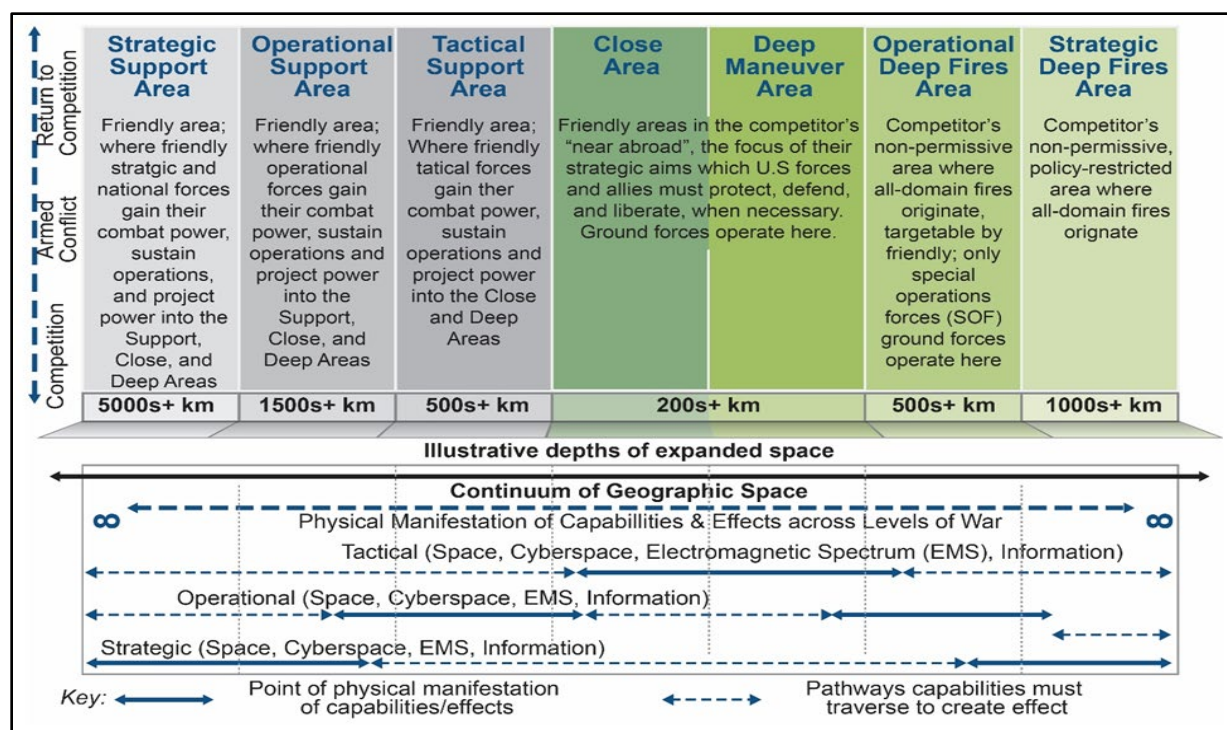 Return to
Competition
Armed
Conflict
Competition
Strategic
Support
Area
Friendly area;
where friendly
stratgic and
national forces
gain their
combat power,
sustain
operations,
and project
power into the
Support,
Close, and
Deep Areas
5000s+ km
Operational
Support
Area
Friendly area;
where friendly
operational
forces gain
their combat
power, sustain
operations and
project power
into the
Support,
Close, and
Deep Areas
1500s+ km
Tactical
Support
Area
Friendly area;
Where friendly
tatical forces
gain ther
combat power,
sustain
operations and
project power
into the Close
and Deep
Areas
500s+ km
Close
Area
Deep
Maneuver
Area
Friendly areas in the competitor's
“near abroad”, the focus of their
strategic aims which U.S forces
and allies must protect, defend,
and liberate, when necessary.
Ground forces operate here.
200s+ km
Operational
Deep Fires
Area
Competitor's
non-permissive
area where
all-domain fires
originate,
targetable by
friendly; only
special
operations
forces (SOF)
ground forces
operate here
500s+ km
Strategic
Deep Fires
Area
Competitor's
non-permissive,
policy-restricted
area where
all-domain fires
orignate
1000s+ km
Illustrative depths of expanded space
Continuum of Geographic Space
∞ ∞
Physical Manifestation of Capabillities & Effects across Levels of War
Tactical (Space, Cyberspace, Electromagnetic Spectrum (EMS), Information)
Operational (Space, Cyberspace, EMS, Information)
Strategic (Space, Cyberspace, EMS, Information)
Key:
Point of physical manifestation
of capabilities/effects
Pathways capabilities must
traverse to create effect